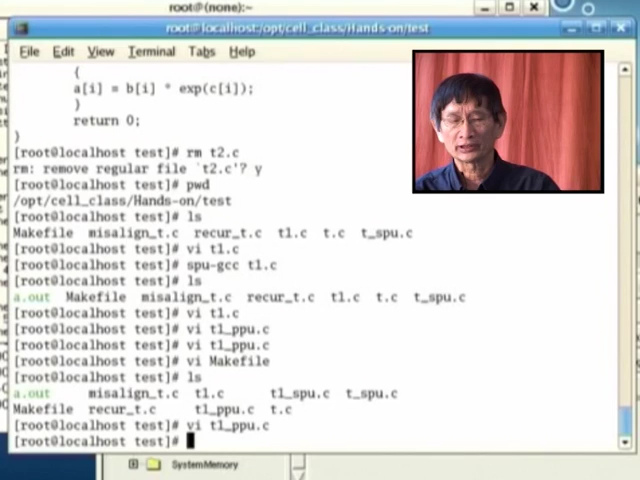 root@(none):~
root@localhost:/opt/cell_class/Hands-on/test
File Edit View Terminal Tabs Help
{
a[i] = b[i] * exp(c[i]);
}
return 0;
}
[root@localhost test]# rm t2.c
rm: remove regular file `t2.c'? y
[root@localhost test]# pwd
/opt/cell_class/Hands-on/test
[root@localhost test]# ls
Makefile misalign_t.c recur_t.c t1.c t.c t_spu.c
[root@localhost test]# vi t1.c
[root@localhost test]# spu-gcc t1.c
[root@localhost test]# ls
a.out Makefile misalign_t.c recur_t.c t1.c t.c t_spu.c
[root@localhost test]# vi t1.c
[root@localhost test]# vi t1_ppu.c
[root@localhost test]# vi t1_ppu.c
[root@localhost test]# vi Makefile
[root@localhost test]# ls
a.out misalign_t.c t1.c t1_spu.c t_spu.c
Makefile recur_t.c t1_ppu.c t.c
[root@localhost test]# vi t1_ppu.c
[root@localhost test]#
SystemMemory